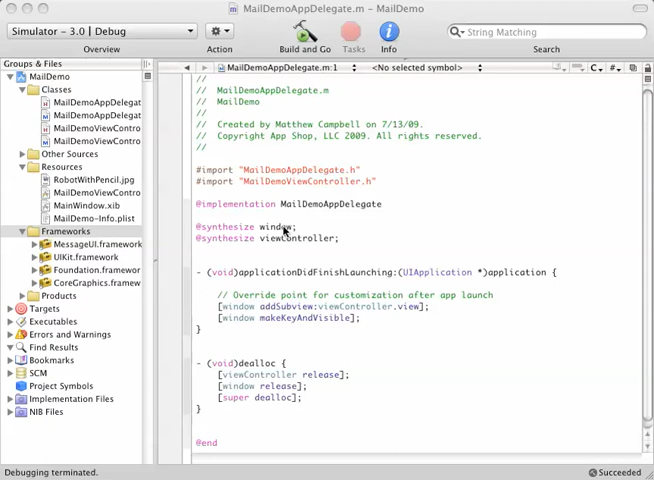 MailDemoAppDelegate.m – MailDemo
Simulator - 3.0 | Debug
String Matching
Overview
Action
Build and Go
Tasks
Info
Search
Groups & Files
MailDemo
Classes
MailDemoAppDelegat
MailDemoAppDelegat
MailDemoViewContro
MailDemoViewContro
Other Sources
Resources
RobotWithPencil.jpg
MailDemoViewContro
MainWindow.xib
MailDemo-Info.plist
Frameworks
MessageUI.framework
UIKit.framework
Foundation.framework
CoreGraphics.framew
Products
Targets
Executables
Errors and Warnings
Find Results
Bookmarks
SCM
Project Symbols
Implementation Files
NIB Files
MailDemoAppDelegate.m:1
<No selected symbol>
C
#
//
//  MailDemoAppDelegate.m
//  MailDemo
//
//  Created by Matthew Campbell on 7/13/09.
//  Copyright App Shop, LLC 2009. All rights reserved.
//
#import "MailDemoAppDelegate.h"
#import "MailDemoViewController.h"
@implementation MailDemoAppDelegate
@synthesize window;
@synthesize viewController;
- (void)applicationDidFinishLaunching:(UIApplication *)application {
// Override point for customization after app launch
[window addSubview:viewController.view];
[window makeKeyAndVisible];
}
- (void)dealloc {
[viewController release];
[window release];
[super dealloc];
}
@end
Debugging terminated.
Succeeded